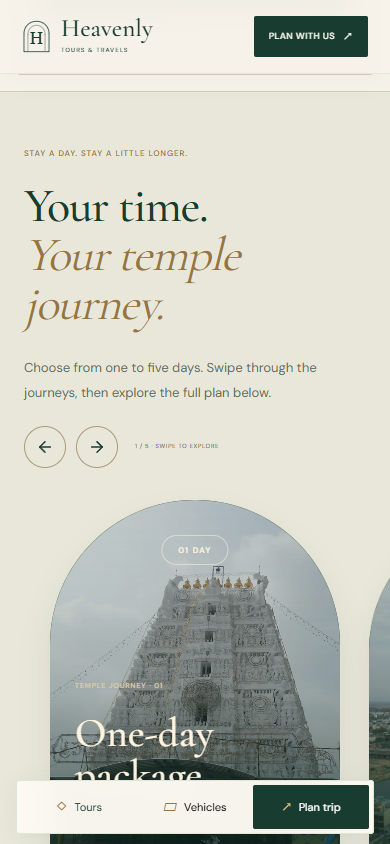 H
Heavenly
TOURS & TRAVELS
PLAN WITH US ↗
STAY A DAY. STAY A LITTLE LONGER.
Your time.
Your temple
journey.
Choose from one to five days. Swipe through the
journeys, then explore the full plan below.
← →
1 / 5 · SWIPE TO EXPLORE
01 DAY
TEMPLE JOURNEY · 01
One-day
package
Tours
Vehicles
↗ Plan trip